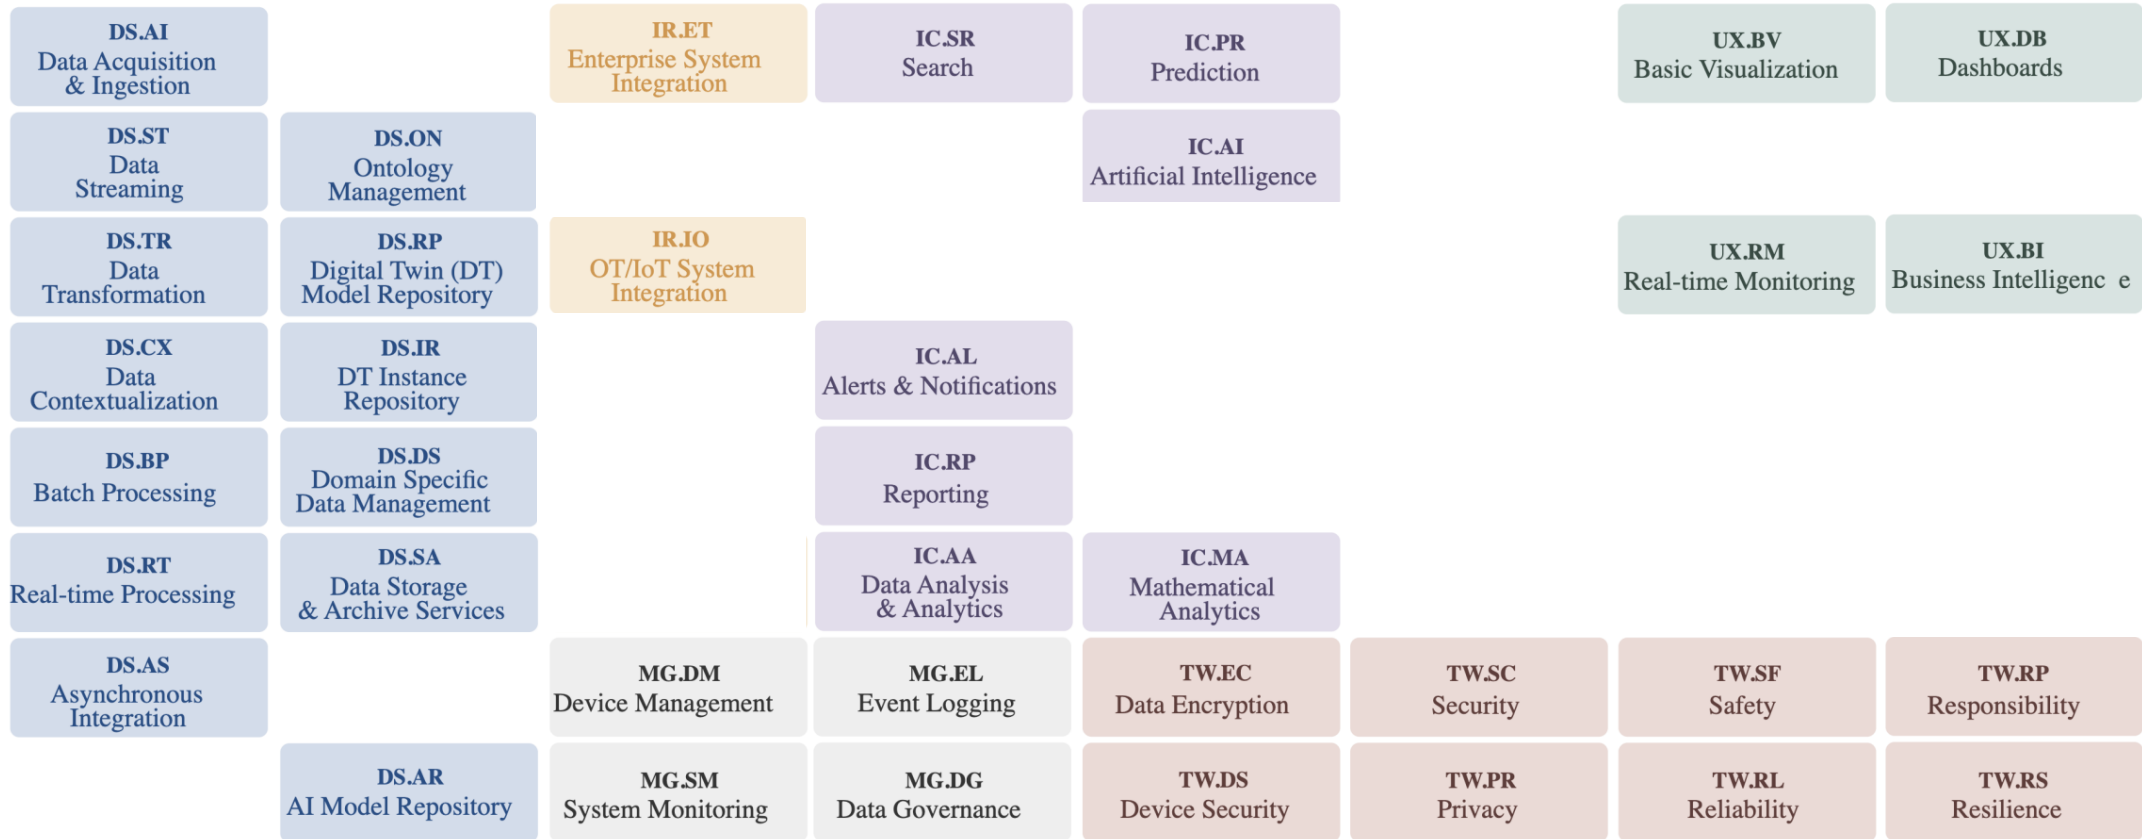 DS.AI
Data Acquisition
& Ingestion
IR.ET
Enterprise System
Integration
IC.SR
Search
IC.PR
Prediction
UX.BV
Basic Visualization
UX.DB
Dashboards
DS.ST
Data
Streaming
DS.ON
Ontology
Management
IC.AI
Artificial Intelligence
DS.TR
Data
Transformation
DS.RP
Digital Twin (DT)
Model Repository
IR.IO
OT/IoT System
Integration
UX.RM
Real-time Monitoring
UX.BI
Business Intelligenc e
DS.CX
Data
Contextualization
DS.IR
DT Instance
Repository
IC.AL
Alerts & Notifications
DS.BP
Batch Processing
DS.DS
Domain Specific
Data Management
IC.RP
Reporting
DS.RT
Real-time Processing
DS.SA
Data Storage
& Archive Services
IC.AA
Data Analysis
& Analytics
IC.MA
Mathematical
Analytics
DS.AS
Asynchronous
Integration
MG.DM
Device Management
MG.EL
Event Logging
TW.EC
Data Encryption
TW.SC
Security
TW.SF
Safety
TW.RP
Responsibility
DS.AR
AI Model Repository
MG.SM
System Monitoring
MG.DG
Data Governance
TW.DS
Device Security
TW.PR
Privacy
TW.RL
Reliability
TW.RS
Resilience